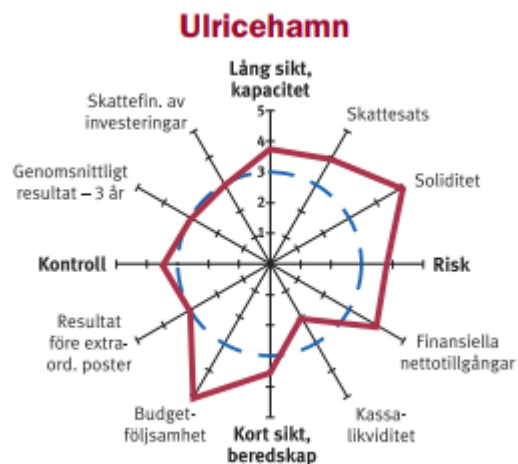 Ulricehamn
Lång sikt,
kapacitet
Skattefin. av
investeringar
Skattesats
Genomsnittligt
resultat – 3 år
Soliditet
5
4
3
2
1
Kontroll
Risk
Resultat
före extra-
ord. poster
Finansiella
nettotillgångar
Budget-
följsamhet
Kassa-
likviditet
Kort sikt,
beredskap